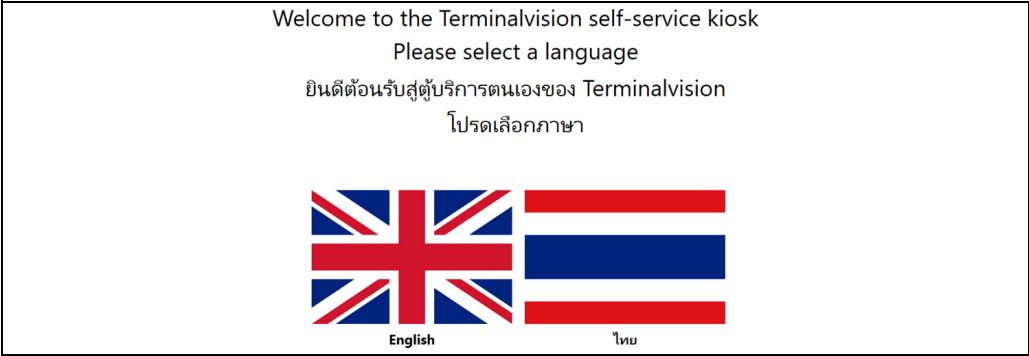 Welcome to the Terminalvision self-service kiosk
Please select a language
ยินดีต้อนรับสู่ตู้บริการตนเองของ Terminalvision
โปรดเลือกภาษา
English
ไทย